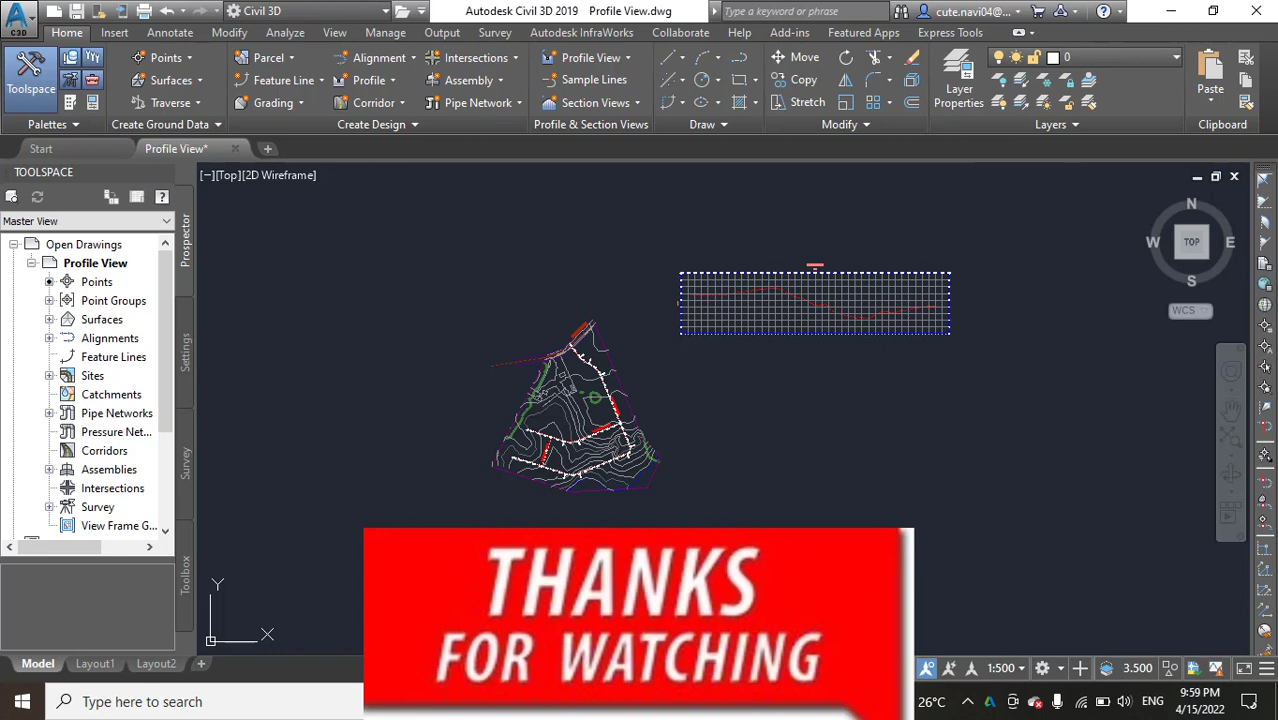 C3D
Civil 3D
Autodesk Civil 3D 2019 Profile View.dwg
Type a keyword or phrase
cute.navi04@...
Home Insert Annotate Modify Analyze View Manage Output Survey Autodesk InfraWorks Collaborate Help Add-ins Featured Apps Express Tools
Toolspace
Palettes
Points
Surfaces
Traverse
Create Ground Data
Parcel
Feature Line
Grading
Alignment
Profile
Corridor
Intersections
Assembly
Pipe Network
Create Design
Profile View
Sample Lines
Section Views
Profile & Section Views
Draw
Move
Copy
Stretch
Modify
Layer
Properties
0
Layers
Paste
Clipboard
Start
Profile View*
TOOLSPACE
Master View
Open Drawings
Profile View
Points
Point Groups
Surfaces
Alignments
Feature Lines
Sites
Catchments
Pipe Networks
Pressure Net...
Corridors
Assemblies
Intersections
Survey
View Frame G...
Prospector
Settings
Survey
Toolbox
[−][Top][2D Wireframe]
N
W TOP E
S
WCS
Y
X
THANKS
FOR WATCHING
Model Layout1 Layout2
1:500
3.500
Type here to search
26°C
ENG
9:59 PM
4/15/2022